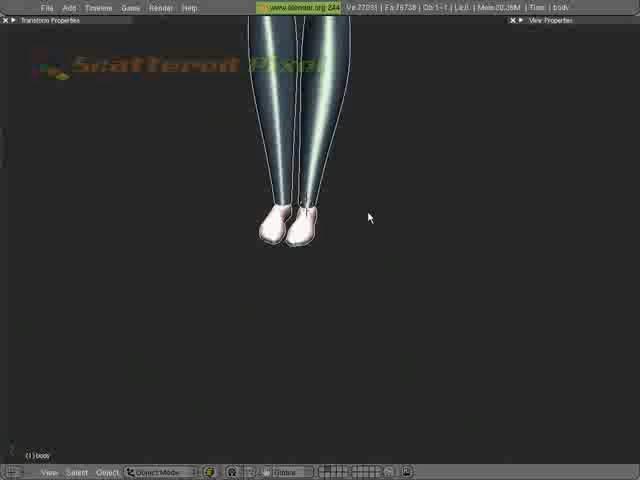 File Add Timeline Game Render Help www.blender.org 244
Transform Properties View Properties
Scattered Pixel
(1) body
View Select Object Object Mode Global